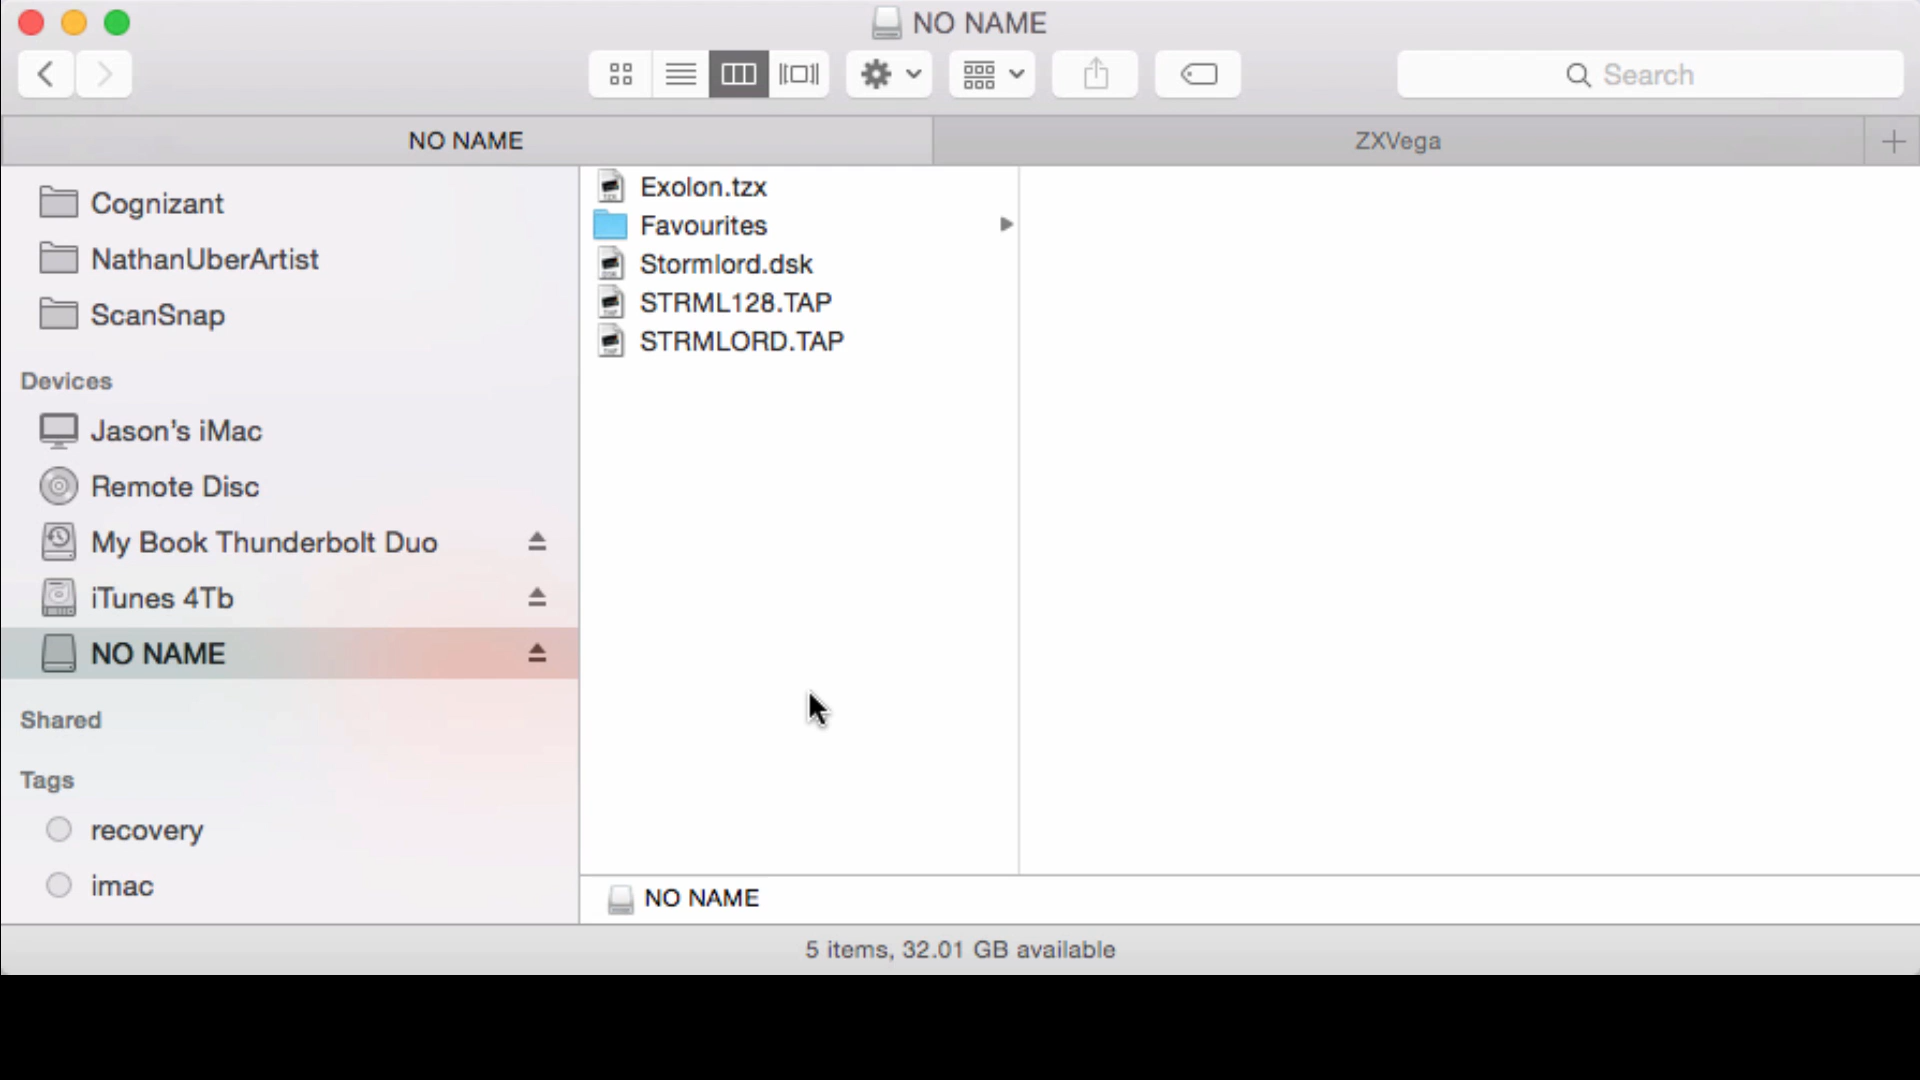 NO NAME
Search
NO NAME
ZXVega
Cognizant
NathanUberArtist
ScanSnap
Devices
Jason's iMac
Remote Disc
My Book Thunderbolt Duo
iTunes 4Tb
NO NAME
Shared
Tags
recovery
imac
Exolon.tzx
Favourites
Stormlord.dsk
STRML128.TAP
STRMLORD.TAP
NO NAME
5 items, 32.01 GB available